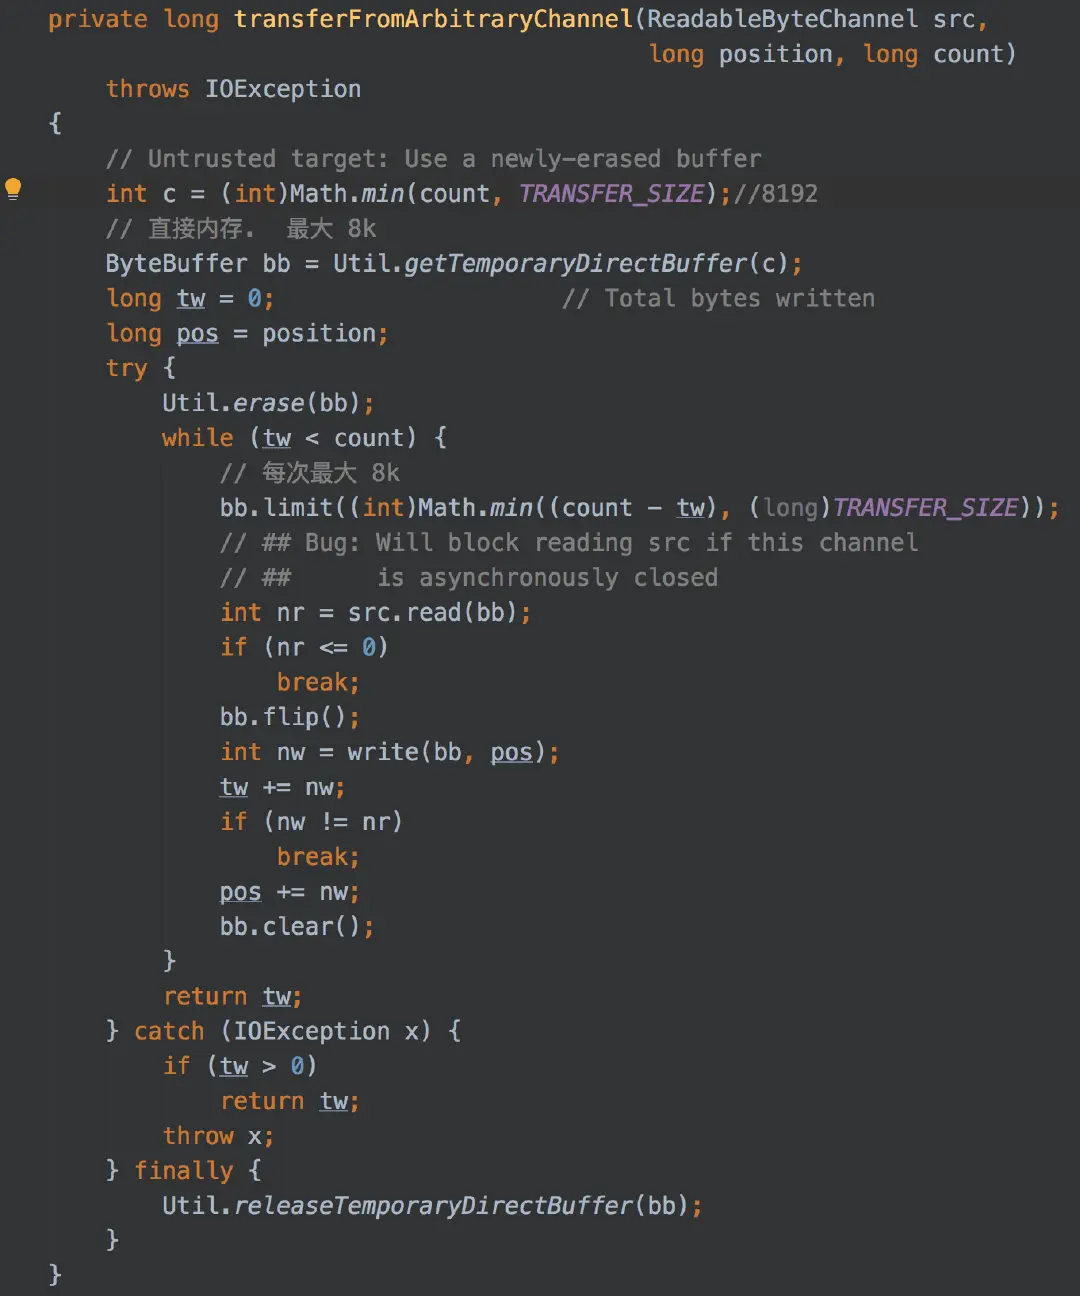 private long transferFromArbitraryChannel(ReadableByteChannel src,
                                          long position, long count)
    throws IOException
{
    // Untrusted target: Use a newly-erased buffer
    int c = (int)Math.min(count, TRANSFER_SIZE);//8192
    // 直接内存.  最大 8k
    ByteBuffer bb = Util.getTemporaryDirectBuffer(c);
    long tw = 0;                    // Total bytes written
    long pos = position;
    try {
        Util.erase(bb);
        while (tw < count) {
            // 每次最大 8k
            bb.limit((int)Math.min((count - tw), (long)TRANSFER_SIZE));
            // ## Bug: Will block reading src if this channel
            // ##      is asynchronously closed
            int nr = src.read(bb);
            if (nr <= 0)
                break;
            bb.flip();
            int nw = write(bb, pos);
            tw += nw;
            if (nw != nr)
                break;
            pos += nw;
            bb.clear();
        }
        return tw;
    } catch (IOException x) {
        if (tw > 0)
            return tw;
        throw x;
    } finally {
        Util.releaseTemporaryDirectBuffer(bb);
    }
}